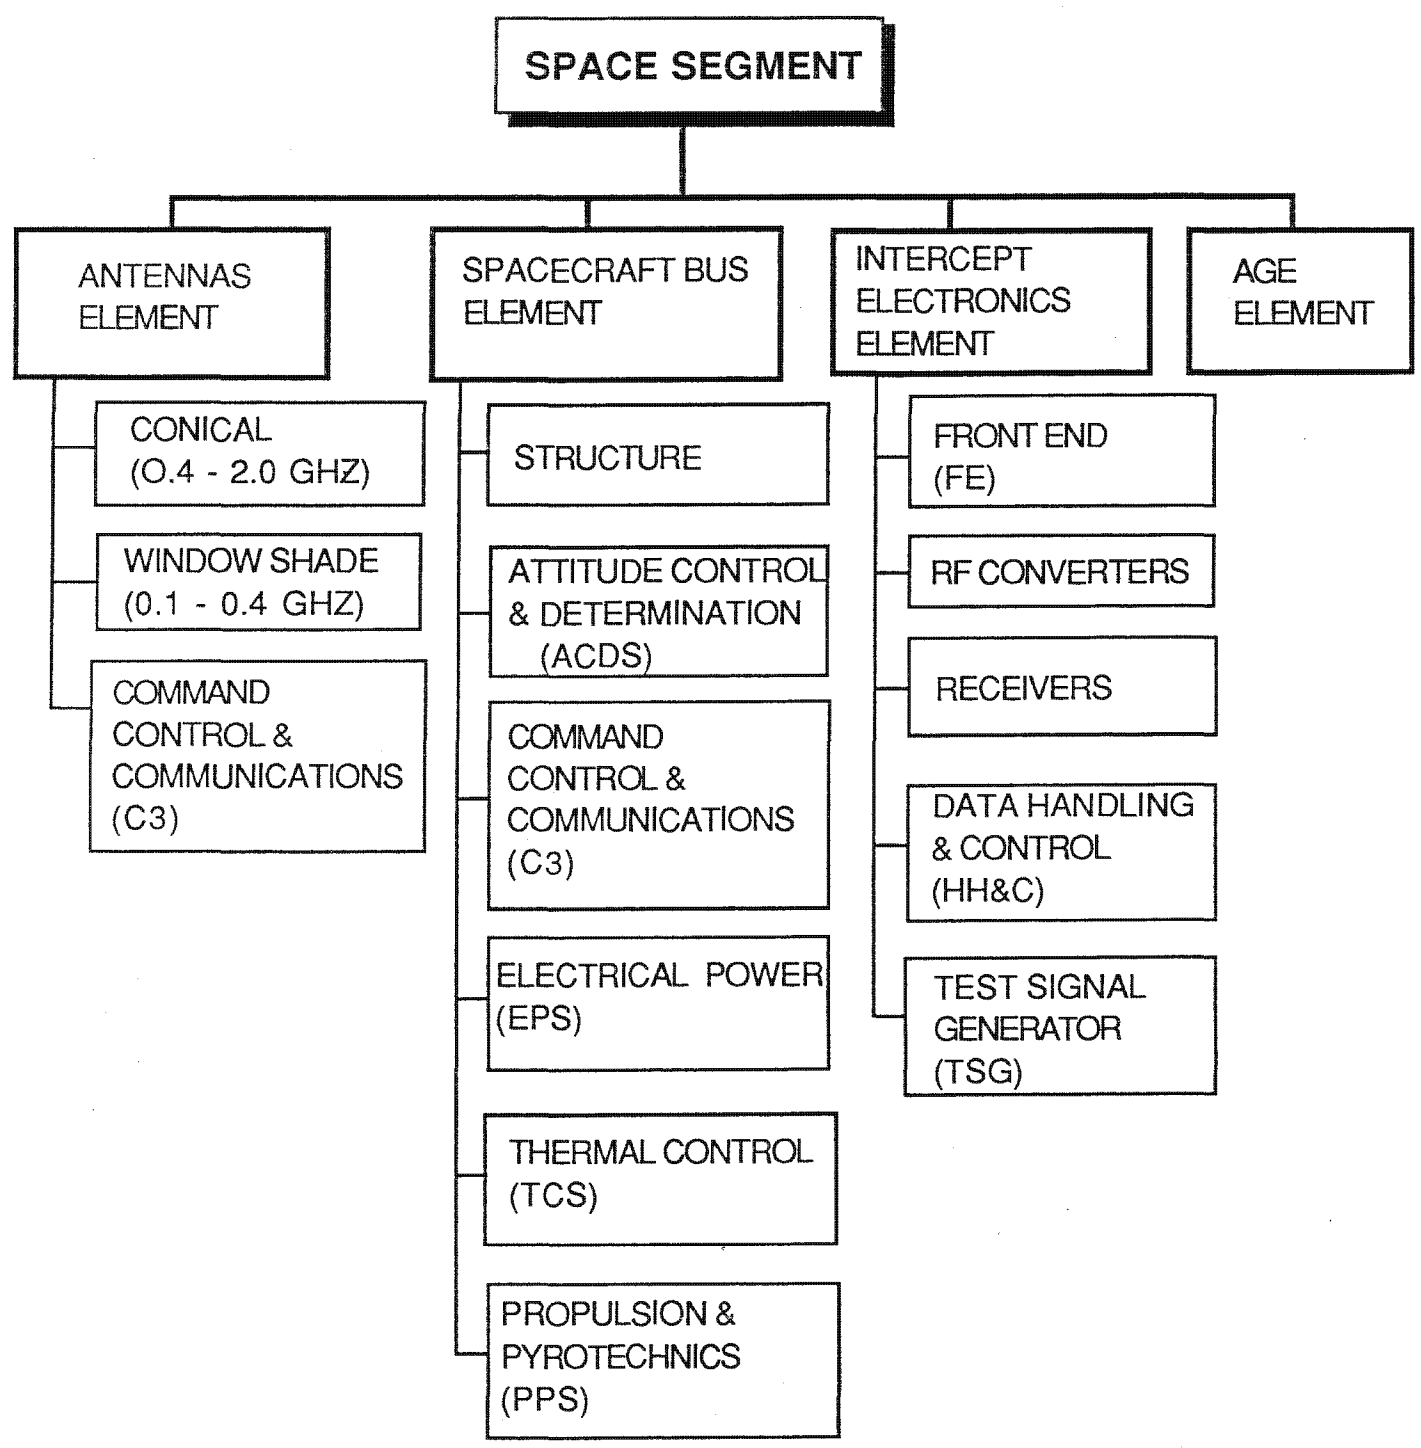 SPACE SEGMENT
ANTENNAS
ELEMENT
SPACECRAFT BUS
ELEMENT
INTERCEPT
ELECTRONICS
ELEMENT
AGE
ELEMENT
CONICAL
(O.4 - 2.0 GHZ)
WINDOW SHADE
(0.1 - 0.4 GHZ)
COMMAND
CONTROL &
COMMUNICATIONS
(C3)
STRUCTURE
ATTITUDE CONTROL
& DETERMINATION
(ACDS)
COMMAND
CONTROL &
COMMUNICATIONS
(C3)
ELECTRICAL POWER
(EPS)
THERMAL CONTROL
(TCS)
PROPULSION &
PYROTECHNICS
(PPS)
FRONT END
(FE)
RF CONVERTERS
RECEIVERS
DATA HANDLING
& CONTROL
(HH&C)
TEST SIGNAL
GENERATOR
(TSG)